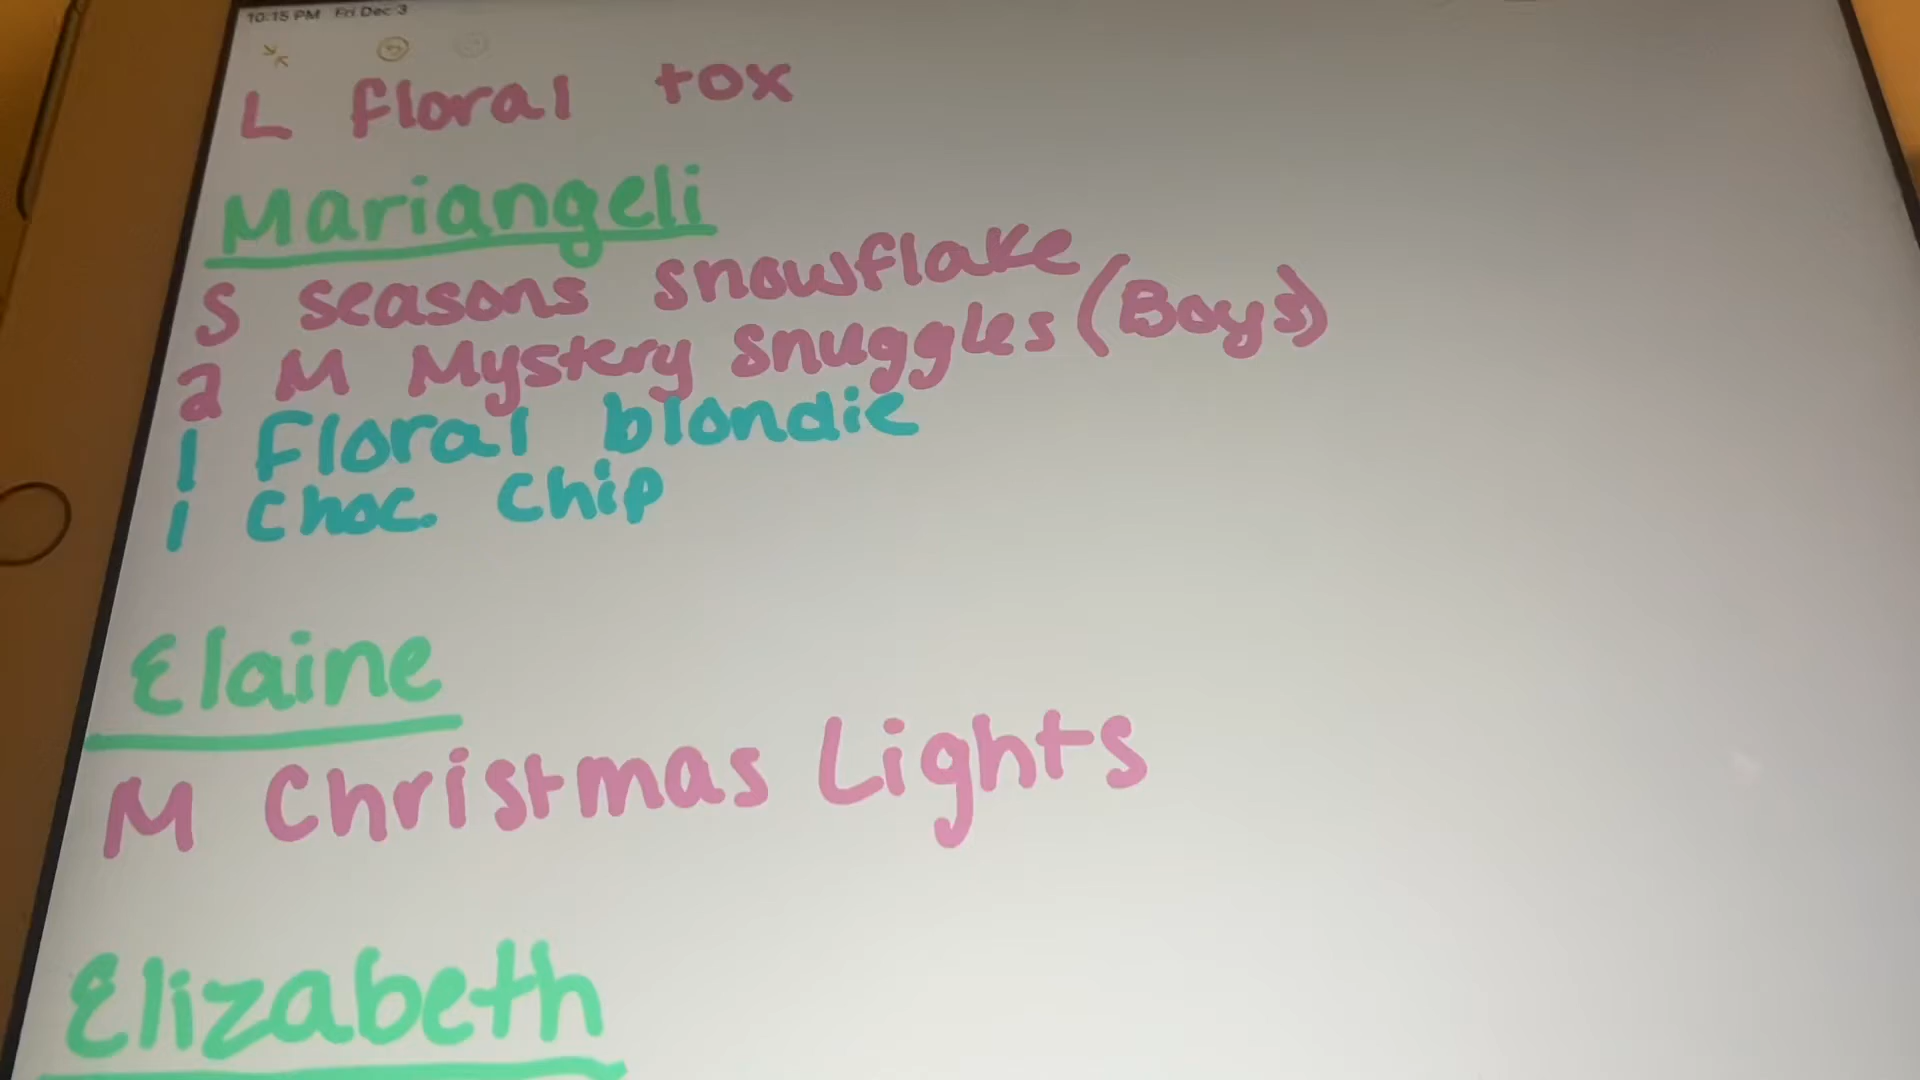 10:15 PM Fri Dec 3
L floral tox
Mariangeli
S seasons snowflake
2 M Mystery snuggles (Boys)
1 Floral blondie
1 Choc. Chip
Elaine
M Christmas Lights
Elizabeth